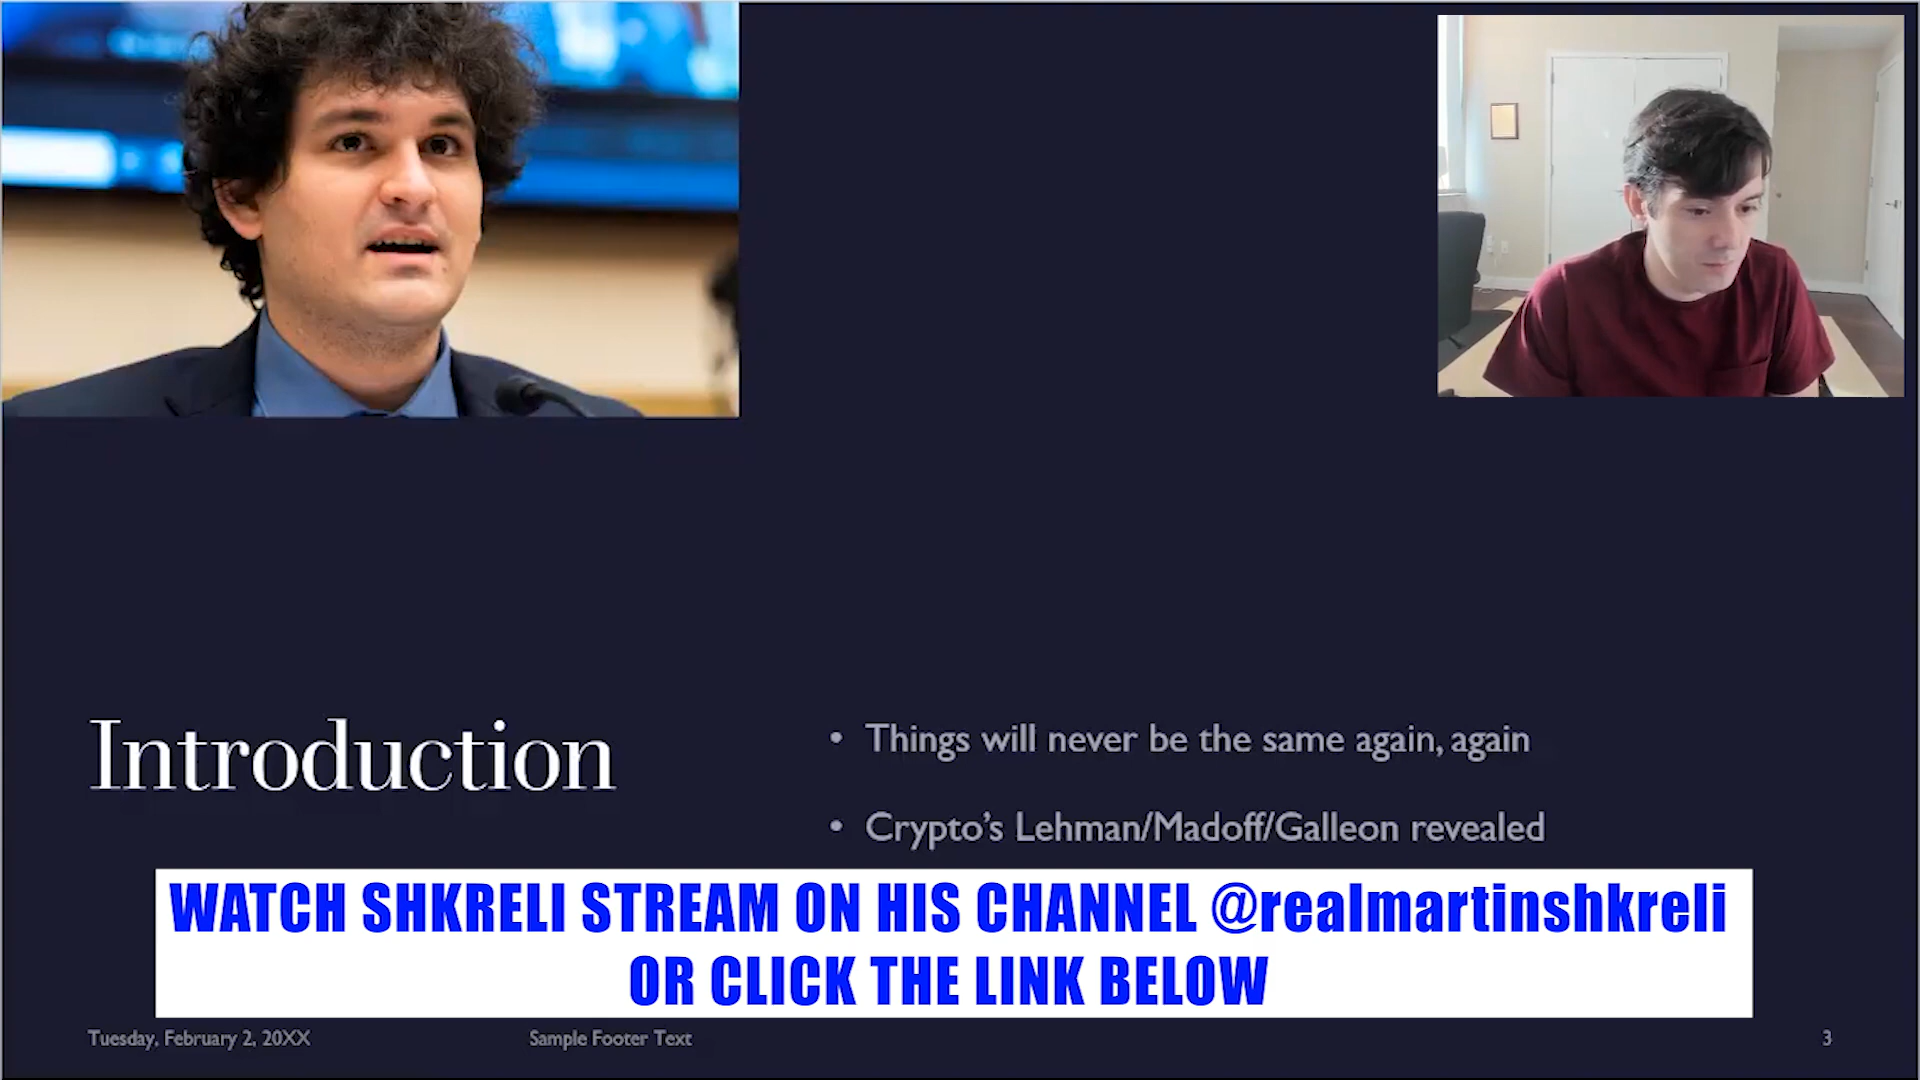 Introduction
• Things will never be the same again, again
• Crypto’s Lehman/Madoff/Galleon revealed
WATCH SHKRELI STREAM ON HIS CHANNEL @realmartinshkreli
OR CLICK THE LINK BELOW
Tuesday, February 2, 20XX
Sample Footer Text
3